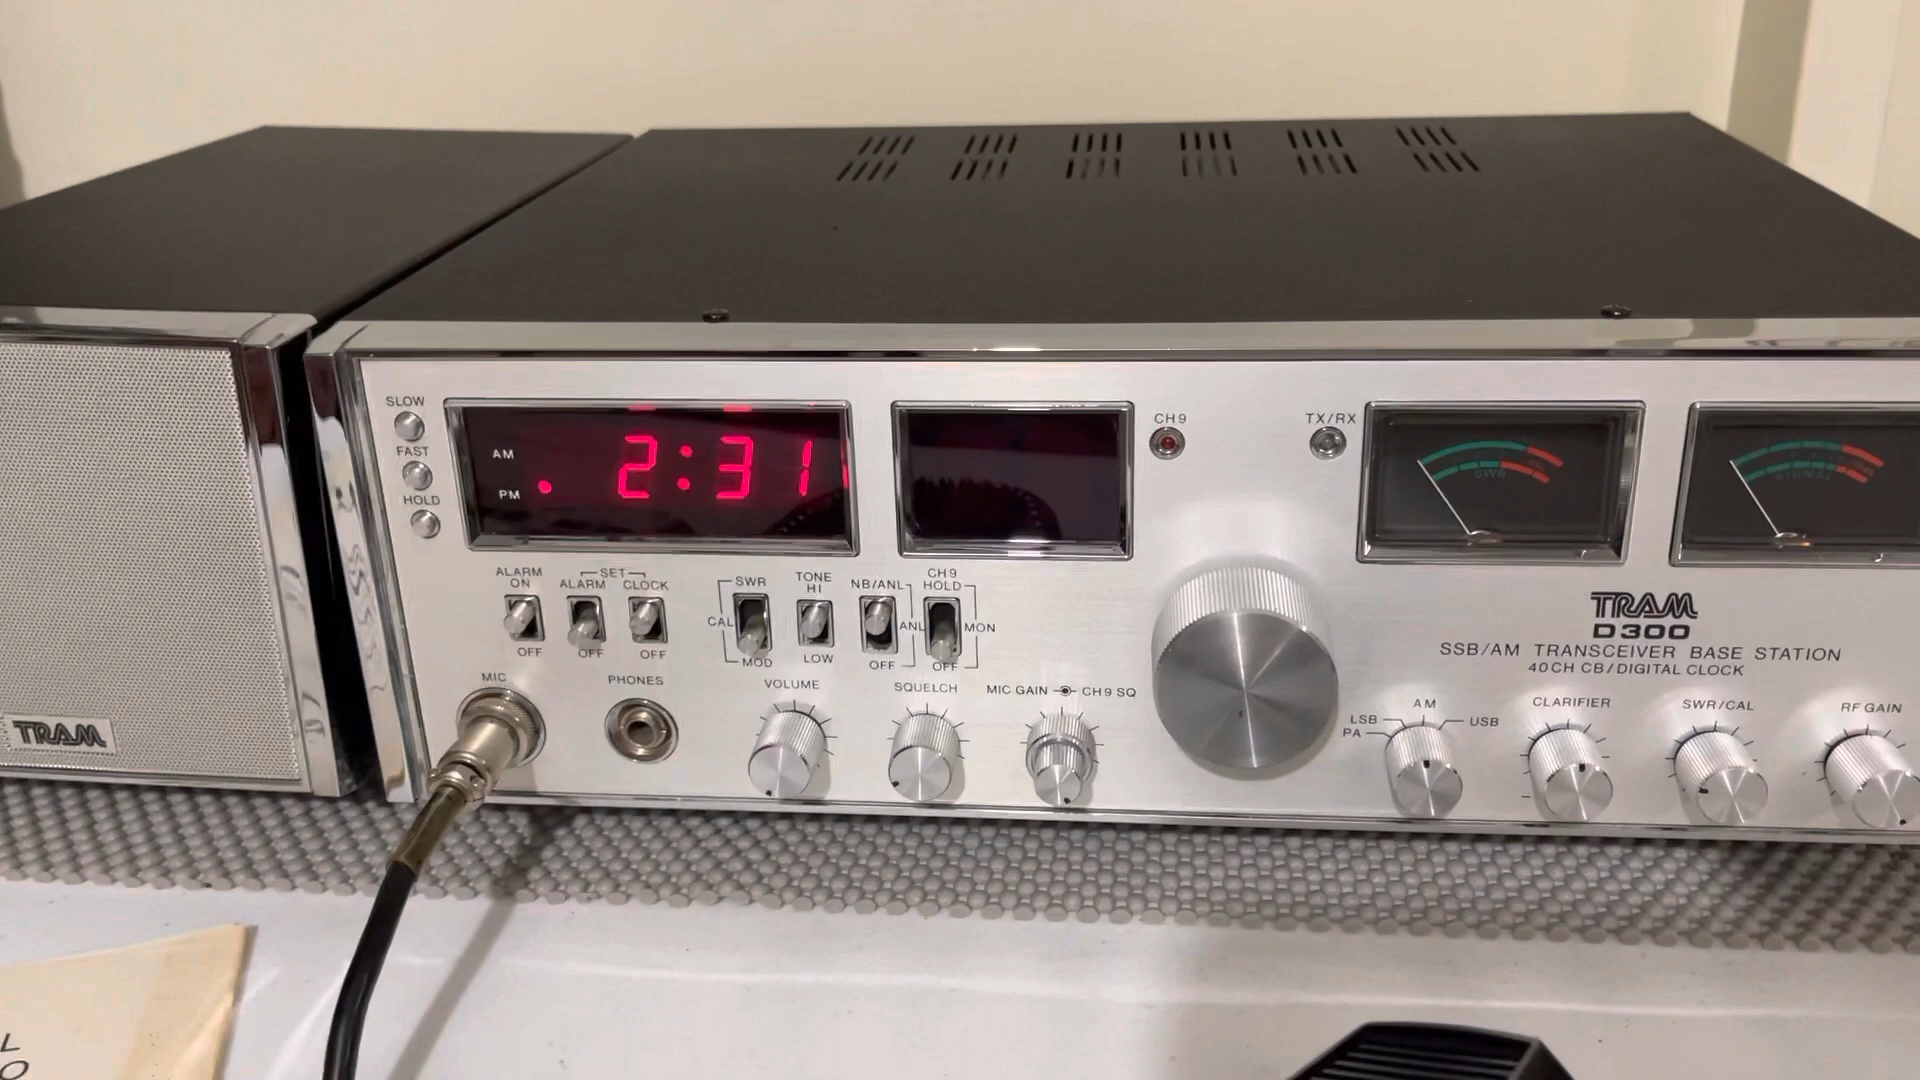 SLOW
FAST
HOLD
AM
PM
2:31
CH9
TX/RX
SWR
SIGNAL
ALARM
ON
OFF
SET
ALARM
CLOCK
OFF
OFF
SWR
CAL
MOD
TONE
HI
LOW
NB/ANL
ANL
OFF
CH9
HOLD
MON
OFF
TRAM
D300
SSB/AM TRANSCEIVER BASE STATION
40CH CB/DIGITAL CLOCK
MIC
PHONES
VOLUME
SQUELCH
MIC GAIN
CH9 SQ
AM
LSB
USB
PA
CLARIFIER
SWR/CAL
RF GAIN
TRAM
L
O